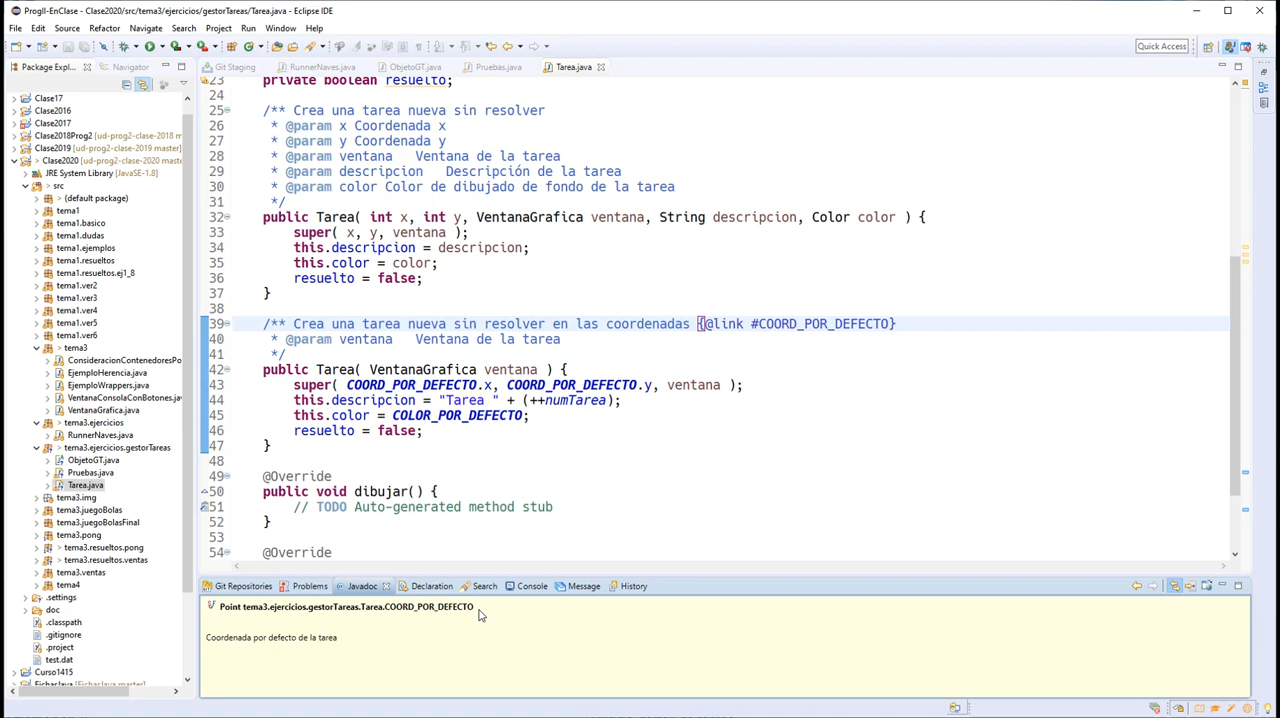 ProgII-EnClase - Clase2020/src/tema3/ejercicios/gestorTareas/Tarea.java - Eclipse IDE
File Edit Source Refactor Navigate Search Project Run Window Help
Quick Access
Package Expl... Navigator
Git Staging RunnerNaves.java ObjetoGT.java Pruebas.java Tarea.java
Clase17
Clase2016
Clase2017
Clase2018Prog2 [ud-prog2-clase-2018 m
Clase2019 [ud-prog2-clase-2019 master]
> Clase2020 [ud-prog2-clase-2020 master]
JRE System Library [JavaSE-1.8]
> src
> (default package)
tema1
tema1.basico
tema1.dudas
tema1.ejemplos
tema1.resueltos
tema1.resueltos.ej1_8
tema1.ver2
tema1.ver3
tema1.ver4
tema1.ver5
tema1.ver6
> tema3
> ConsideracionContenedoresPo
> EjemploHerencia.java
> EjemploWrappers.java
> VentanaConsolaConBotones.jav
> VentanaGrafica.java
> tema3.ejercicios
> RunnerNaves.java
> tema3.ejercicios.gestorTareas
ObjetoGT.java
Pruebas.java
Tarea.java
tema3.img
tema3.juegoBolas
tema3.juegoBolasFinal
tema3.pong
> tema3.resueltos.pong
> tema3.resueltos.ventas
tema3.ventas
tema4
.settings
doc
.classpath
.gitignore
.project
test.dat
Curso1415
FichasJava [ud-fichasJava master]
23 private boolean resuelto;
24
25 /** Crea una tarea nueva sin resolver
26 * @param x Coordenada x
27 * @param y Coordenada y
28 * @param ventana Ventana de la tarea
29 * @param descripcion Descripción de la tarea
30 * @param color Color de dibujado de fondo de la tarea
31 */
32 public Tarea( int x, int y, VentanaGrafica ventana, String descripcion, Color color ) {
33 super( x, y, ventana );
34 this.descripcion = descripcion;
35 this.color = color;
36 resuelto = false;
37 }
38
39 /** Crea una tarea nueva sin resolver en las coordenadas {@link #COORD_POR_DEFECTO}
40 * @param ventana Ventana de la tarea
41 */
42 public Tarea( VentanaGrafica ventana ) {
43 super( COORD_POR_DEFECTO.x, COORD_POR_DEFECTO.y, ventana );
44 this.descripcion = "Tarea " + (++numTarea);
45 this.color = COLOR_POR_DEFECTO;
46 resuelto = false;
47 }
48
49 @Override
50 public void dibujar() {
51 // TODO Auto-generated method stub
52 }
53
54 @Override
Git Repositories Problems Javadoc Declaration Search Console Message History
Point tema3.ejercicios.gestorTareas.Tarea.COORD_POR_DEFECTO
Coordenada por defecto de la tarea